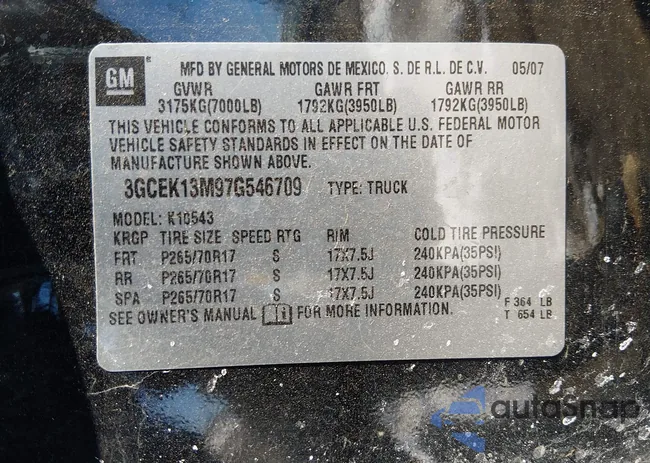 GM MFD BY GENERAL MOTORS DE MEXICO, S. DE R.L. DE C.V. 05/07
GVWR GAWR FRT GAWR RR
3175KG(7000LB) 1792KG(3950LB) 1792KG(3950LB)
THIS VEHICLE CONFORMS TO ALL APPLICABLE U.S. FEDERAL MOTOR
VEHICLE SAFETY STANDARDS IN EFFECT ON THE DATE OF
MANUFACTURE SHOWN ABOVE.
3GCEK13M97G546709 TYPE: TRUCK
MODEL: K10543
KRGP TIRE SIZE SPEED RTG RIM COLD TIRE PRESSURE
FRT P265/70R17 S 17X7.5J 240KPA(35PSI)
RR P265/70R17 S 17X7.5J 240KPA(35PSI)
SPA P265/70R17 S 17X7.5J 240KPA(35PSI)
SEE OWNER'S MANUAL FOR MORE INFORMATION.
F 364 LB
T 654 LB
autosnap